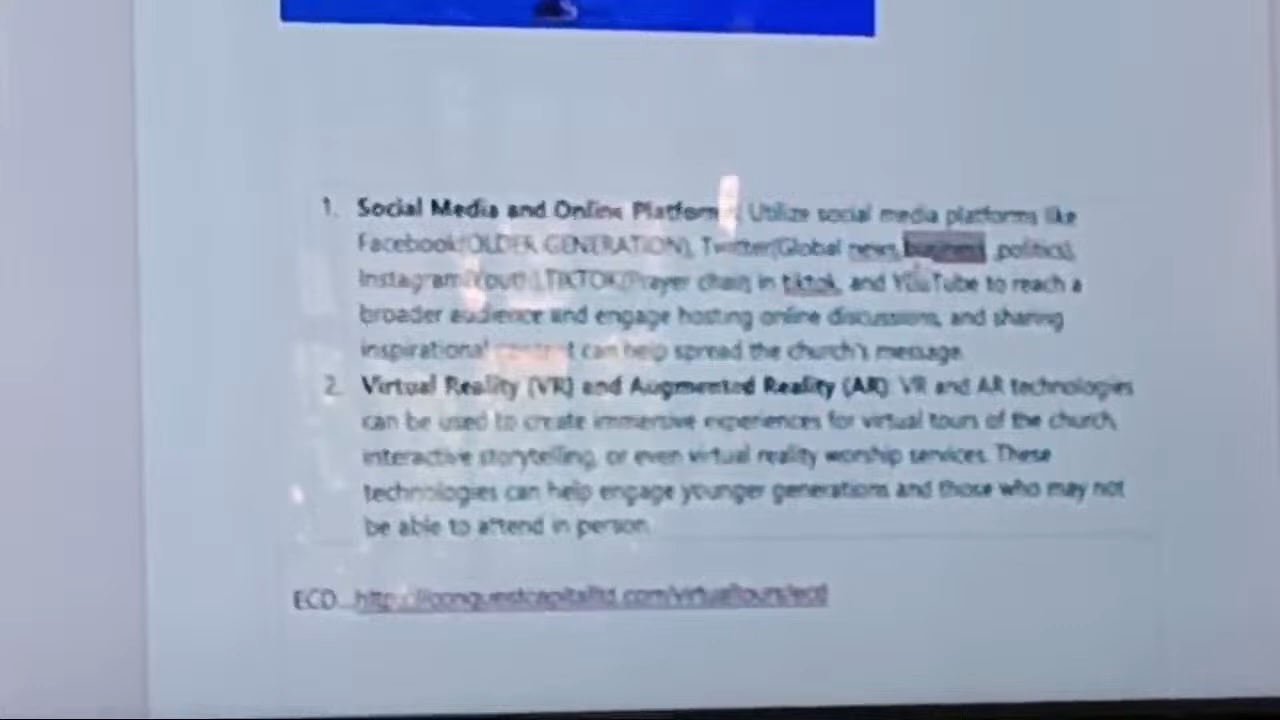 1. Social Media and Online Platform : Utilize social media platforms like
Facebook(OLDER GENERATION), Twitter(Global news, business ,politics),
Instagram(Yout ),TIKTOK(Prayer chain in tiktok, and YouTube to reach a
broader audience and engage hosting online discussions, and sharing
inspirational content can help spread the church's message.
2. Virtual Reality (VR) and Augmented Reality (AR): VR and AR technologies
can be used to create immersive experiences for virtual tours of the church,
interactive storytelling, or even virtual reality worship services. These
technologies can help engage younger generations and those who may not
be able to attend in person.
ECD